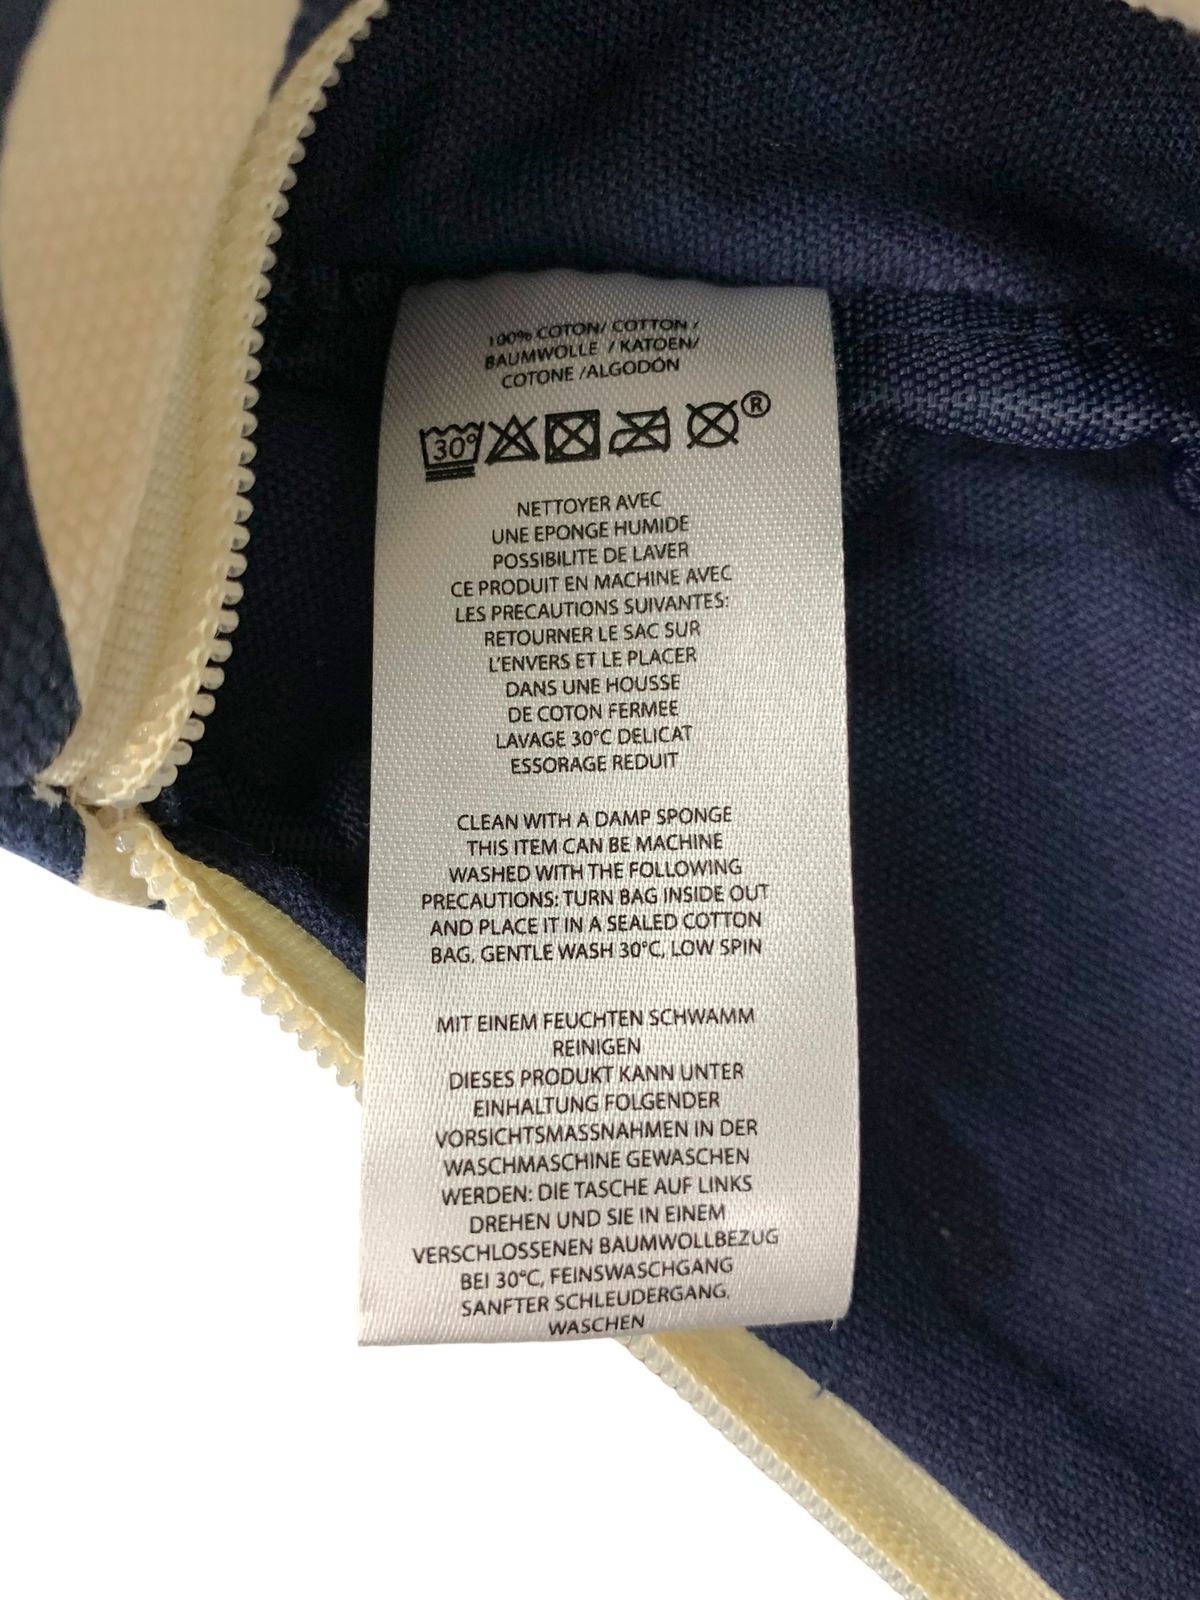 100% COTON/ COTTON /
BAUMWOLLE / KATOEN/
COTONE /ALGODÓN
30° ®
NETTOYER AVEC
UNE EPONGE HUMIDE
POSSIBILITE DE LAVER
CE PRODUIT EN MACHINE AVEC
LES PRECAUTIONS SUIVANTES:
RETOURNER LE SAC SUR
L'ENVERS ET LE PLACER
DANS UNE HOUSSE
DE COTON FERMEE
LAVAGE 30°C DELICAT
ESSORAGE REDUIT
CLEAN WITH A DAMP SPONGE
THIS ITEM CAN BE MACHINE
WASHED WITH THE FOLLOWING
PRECAUTIONS: TURN BAG INSIDE OUT
AND PLACE IT IN A SEALED COTTON
BAG, GENTLE WASH 30°C, LOW SPIN
MIT EINEM FEUCHTEN SCHWAMM
REINIGEN
DIESES PRODUKT KANN UNTER
EINHALTUNG FOLGENDER
VORSICHTSMASSNAHMEN IN DER
WASCHMASCHINE GEWASCHEN
WERDEN: DIE TASCHE AUF LINKS
DREHEN UND SIE IN EINEM
VERSCHLOSSENEN BAUMWOLLBEZUG
BEI 30°C, FEINSWASCHGANG
SANFTER SCHLEUDERGANG,
WASCHEN